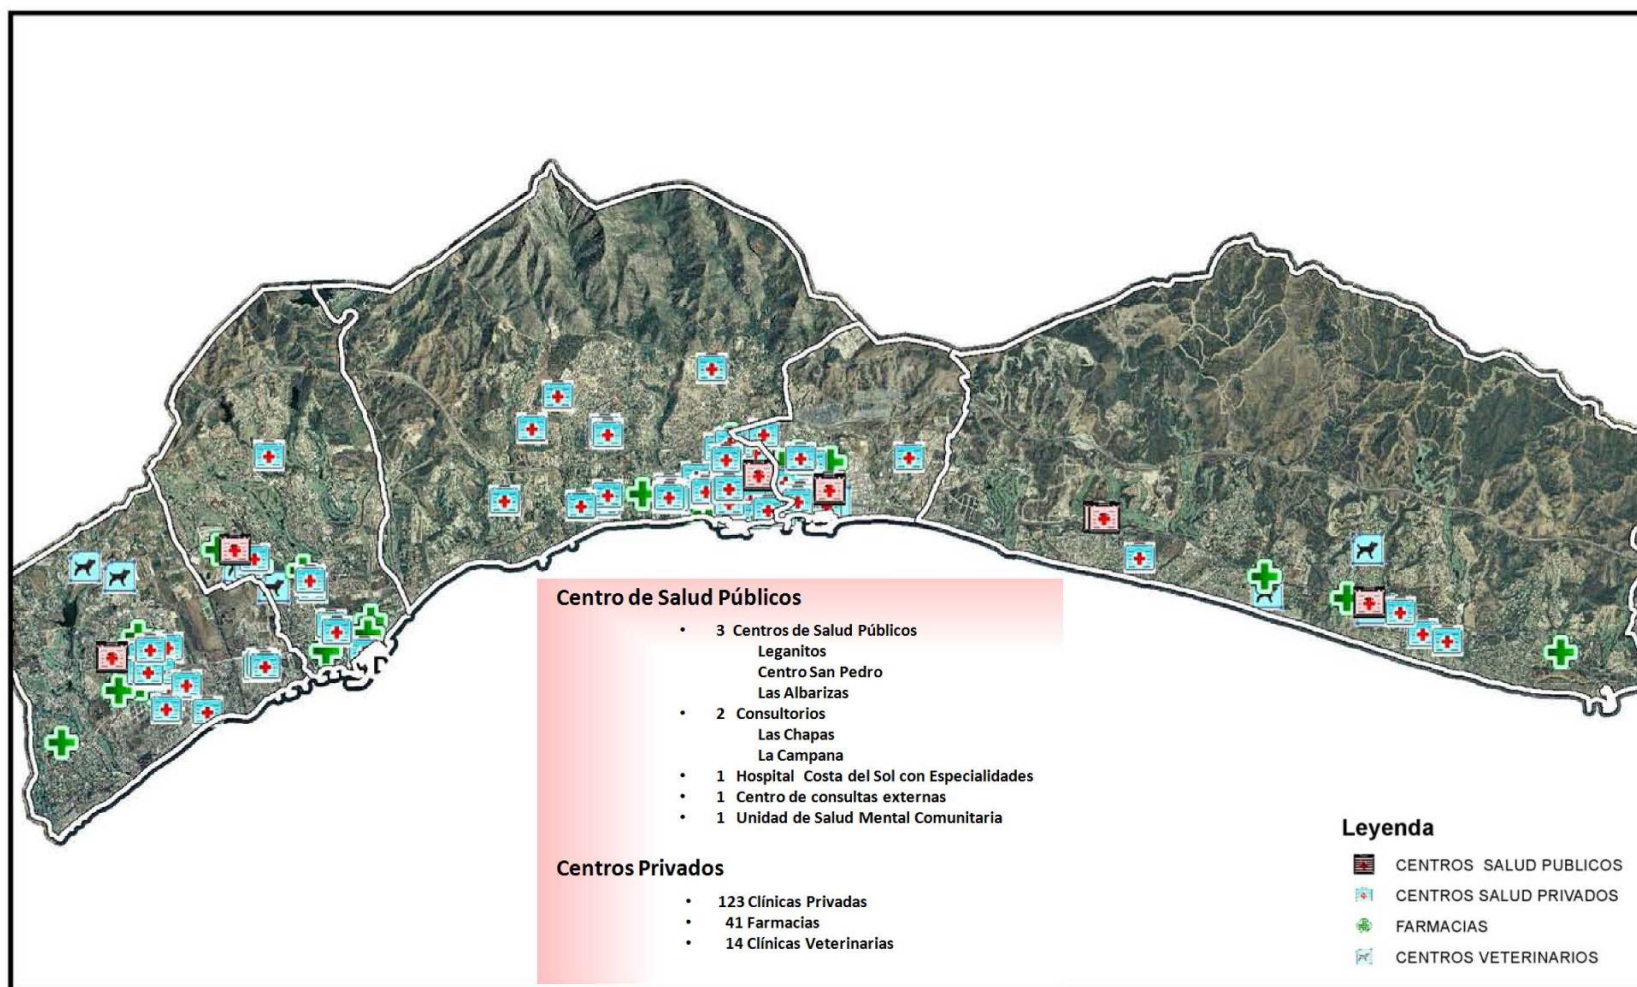 Centro de Salud Públicos
• 3 Centros de Salud Públicos
Leganitos
Centro San Pedro
Las Albarizas
• 2 Consultorios
Las Chapas
La Campana
• 1 Hospital Costa del Sol con Especialidades
• 1 Centro de consultas externas
• 1 Unidad de Salud Mental Comunitaria
Centros Privados
• 123 Clínicas Privadas
• 41 Farmacias
• 14 Clínicas Veterinarias
Leyenda
CENTROS SALUD PUBLICOS
CENTROS SALUD PRIVADOS
FARMACIAS
CENTROS VETERINARIOS